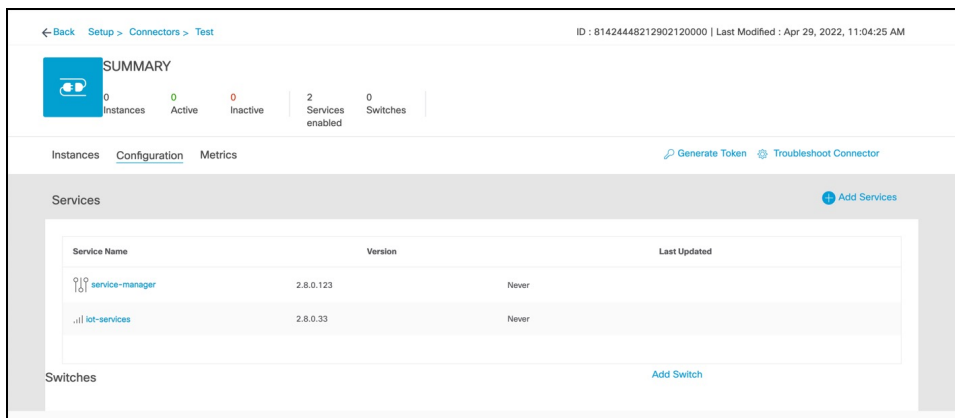 Back Setup > Connectors > Test ID : 81424448212902120000 | Last Modified : Apr 29, 2022, 11:04:25 AM
SUMMARY
0 0 0 2 0
Instances Active Inactive Services Switches
enabled
Instances Configuration Metrics Generate Token Troubleshoot Connector
Services Add Services
Service Name Version Last Updated
service-manager 2.8.0.123 Never
iot-services 2.8.0.33 Never
Switches Add Switch